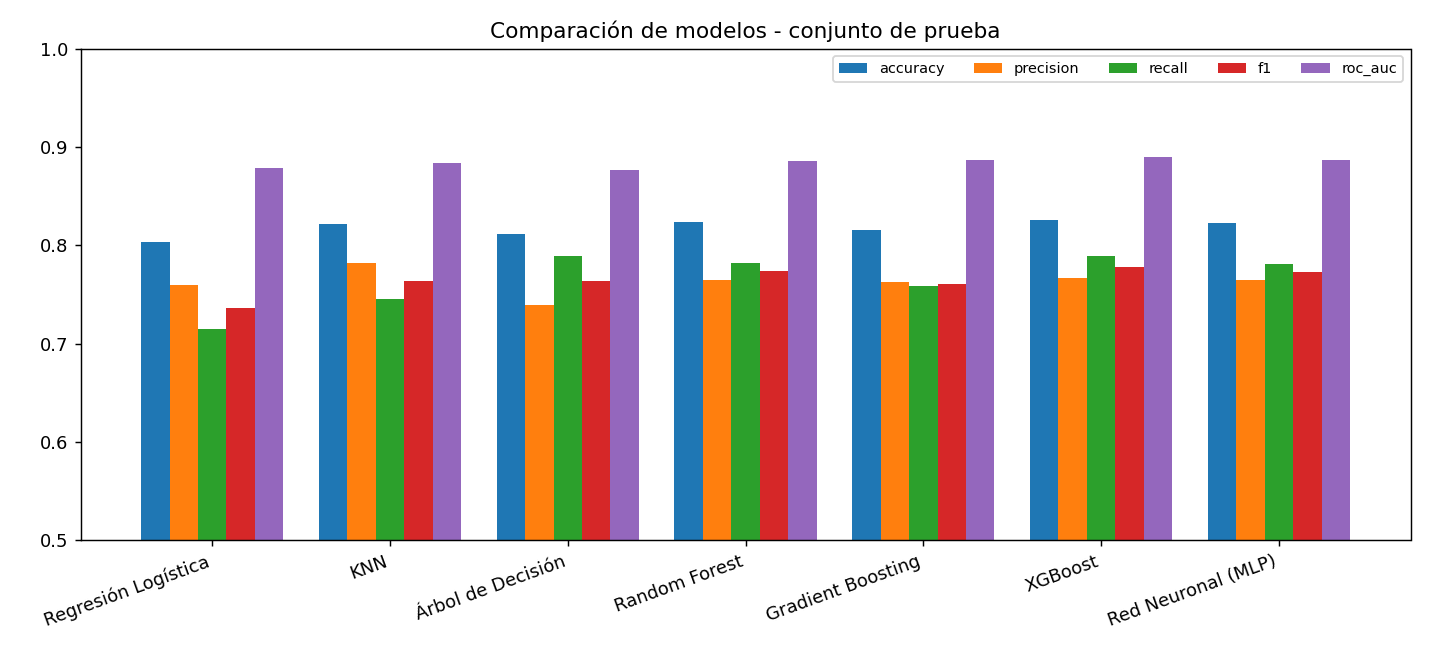 Comparación de modelos - conjunto de prueba
accuracy precision recall f1 roc_auc
1.0
0.9
0.8
0.7
0.6
0.5
Regresión Logística
KNN
Árbol de Decisión
Random Forest
Gradient Boosting
XGBoost
Red Neuronal (MLP)